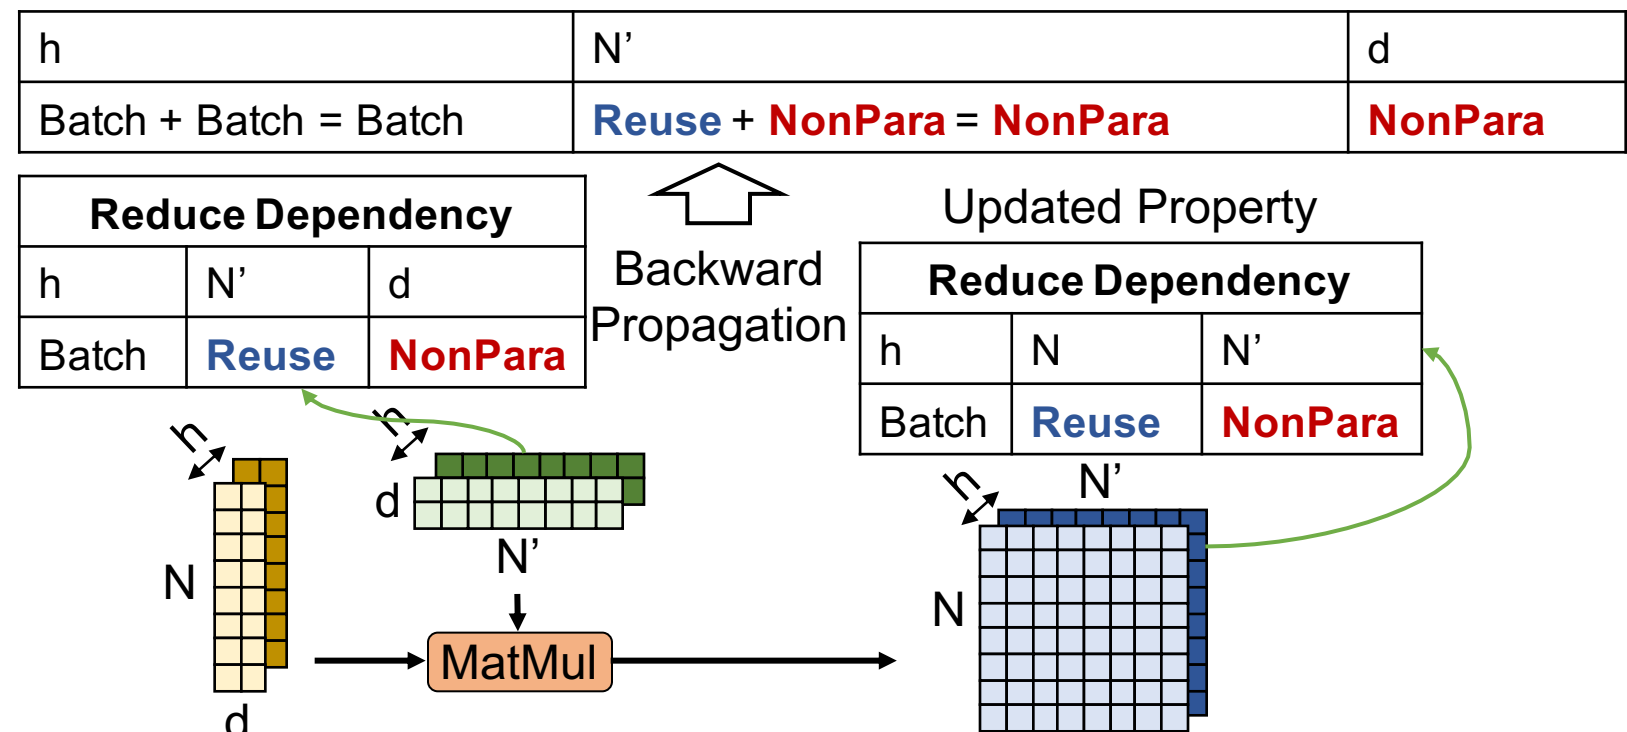 h N’ d
Batch + Batch = Batch Reuse + NonPara = NonPara NonPara
Reduce Dependency
h N’ d
Batch Reuse NonPara
Backward
Propagation
Updated Property
Reduce Dependency
h N N’
Batch Reuse NonPara
h
N
d
h
d
N’
MatMul
h
N’
N